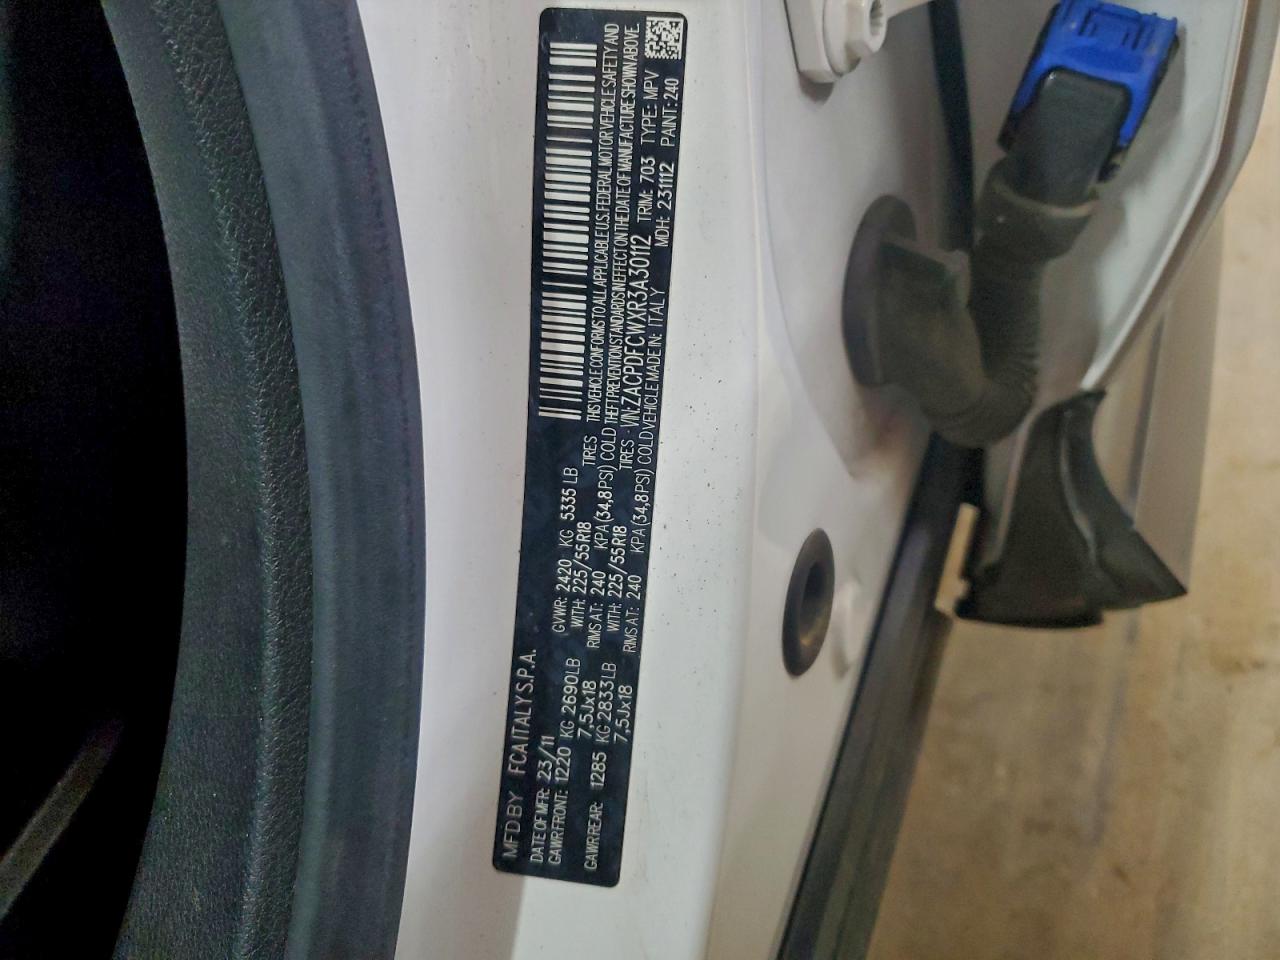 MFD BY FCA ITALY S.P.A.
DATE OF MFR: 23/11 GVWR: 2420 KG 5335 LB
GAWR FRONT: 1220 KG 2690 LB WITH: 225/55R18 TIRES
7,5Jx18 RIMS AT: 240 KPA (34,8PSI) COLD
GAWR REAR: 1285 KG 2833 LB WITH: 225/55R18 TIRES
7,5Jx18 RIMS AT: 240 KPA (34,8PSI) COLD
THIS VEHICLE CONFORMS TO ALL APPLICABLE U.S. FEDERAL MOTOR VEHICLE SAFETY AND
THEFT PREVENTION STANDARDS IN EFFECT ON THE DATE OF MANUFACTURE SHOWN ABOVE.
VIN: ZACPDFCWXR3A30112 TRIM: 703 TYPE: MPV
VEHICLE MADE IN: ITALY MDH: 231112 PAINT: 240